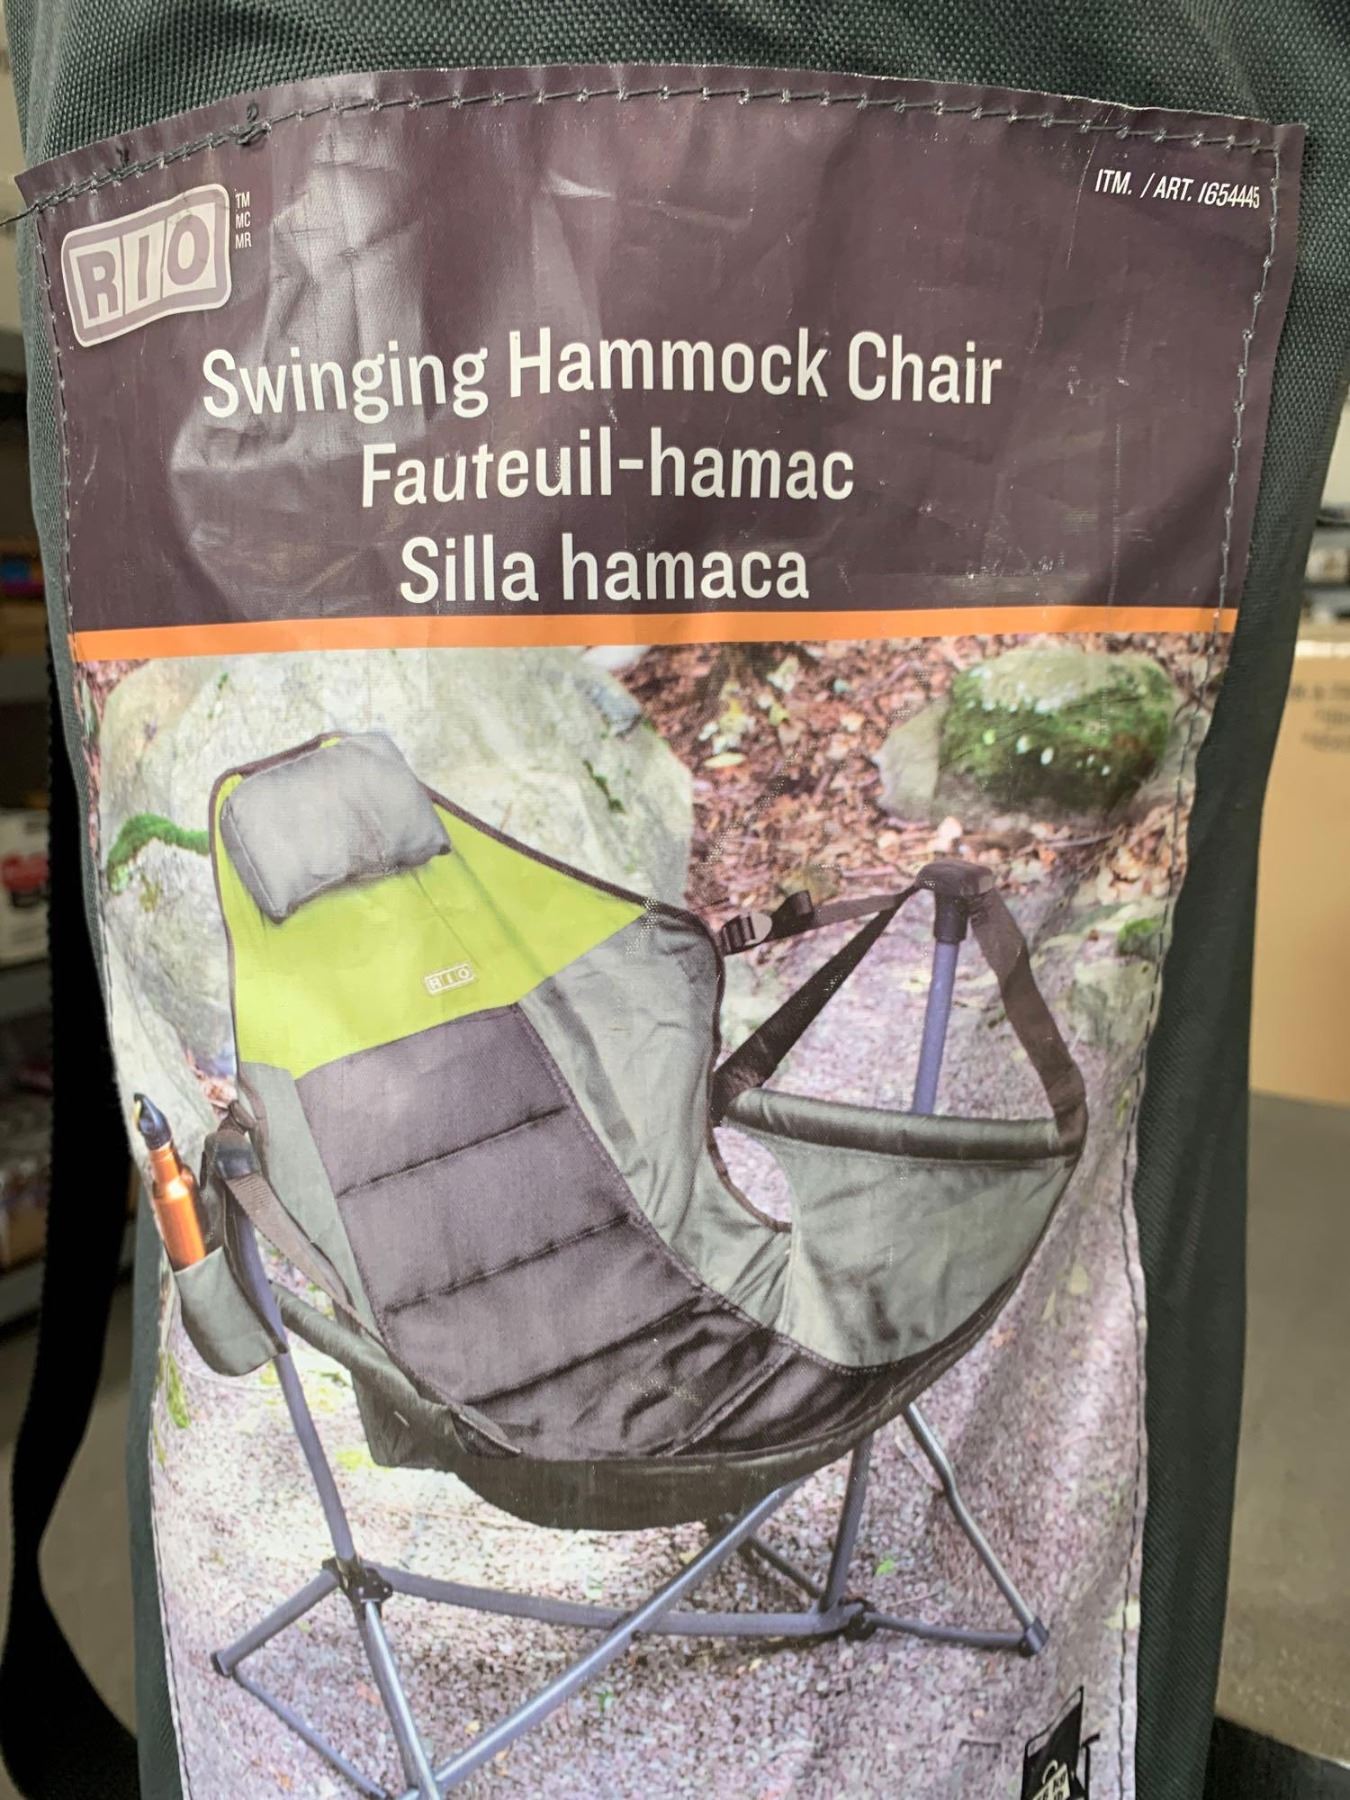 RIO
TM
MC
MR
ITM. / ART. 1654445
Swinging Hammock Chair
Fauteuil-hamac
Silla hamaca
RIO